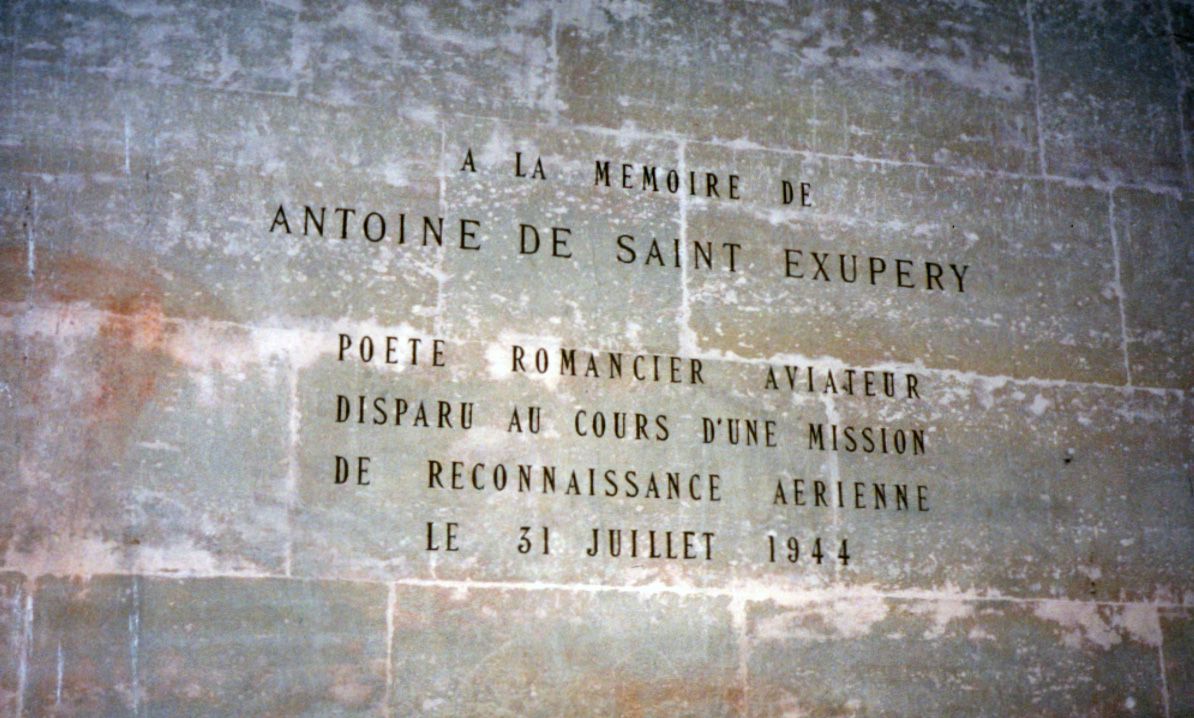 A LA MEMOIRE DE
ANTOINE DE SAINT EXUPERY
POETE ROMANCIER AVIATEUR
DISPARU AU COURS D'UNE MISSION
DE RECONNAISSANCE AERIENNE
LE 31 JUILLET 1944